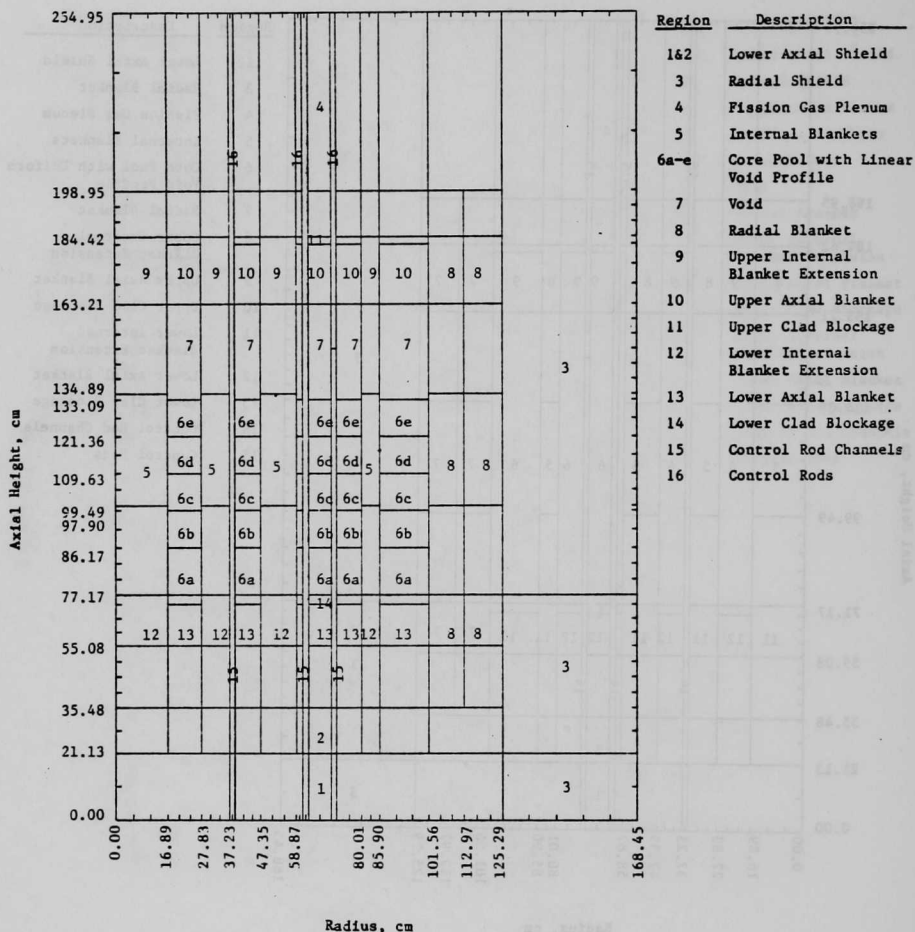 254.95
198.95
184.42
163.21
134.89
133.09
121.36
109.63
99.49
97.90
86.17
77.17
55.08
35.48
21.13
0.00
Axial Height, cm
4
16 16 16
11
9 10 9 10 9 10 10 9 10 8 8
7 7 7 7 7
3
6e 6e 6e 6e 6e
5 6d 5 6d 5 6d 6d 5 6d 8 8
6c 6c 6c 6c 6c
6b 6b 6b 6b 6b
6a 6a 6a 6a 6a
14
12 13 12 13 12 13 13 12 13 8 8
15 15 15
3
2
1
3
0.00 16.89 27.83 37.23 47.35 58.87 80.01 85.90 101.56 112.97 125.29 168.45
Radius, cm
Region Description
1&2 Lower Axial Shield
3 Radial Shield
4 Fission Gas Plenum
5 Internal Blankets
6a-e Core Pool with Linear
Void Profile
7 Void
8 Radial Blanket
9 Upper Internal
Blanket Extension
10 Upper Axial Blanket
11 Upper Clad Blockage
12 Lower Internal
Blanket Extension
13 Lower Axial Blanket
14 Lower Clad Blockage
15 Control Rod Channels
16 Control Rods